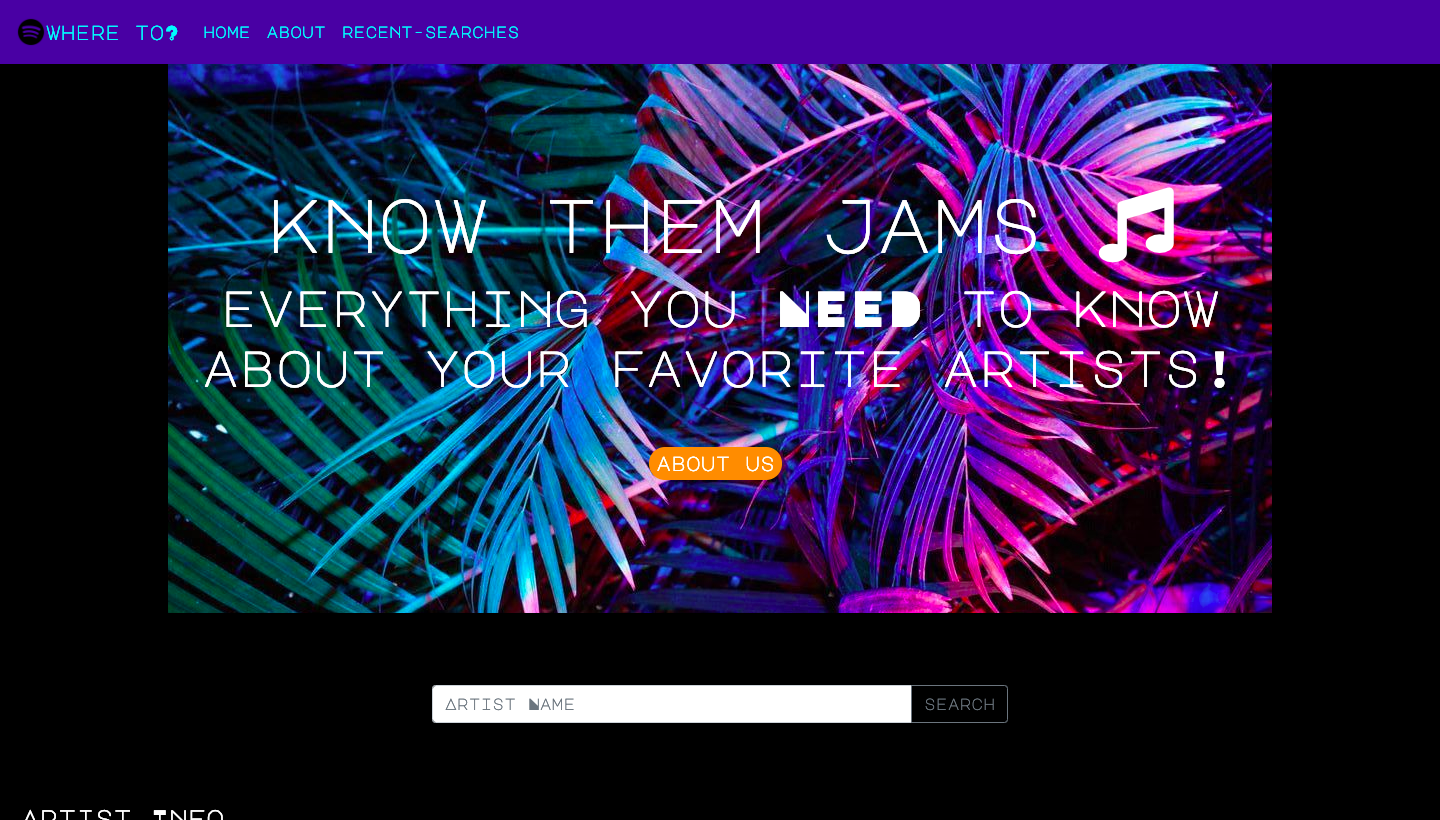 WHERE TO?
HOME ABOUT RECENT-SEARCHES
KNOW THEM JAMS
EVERYTHING YOU NEED TO KNOW
ABOUT YOUR FAVORITE ARTISTS!
ABOUT US
ARTIST NAME
SEARCH
ARTIST INFO